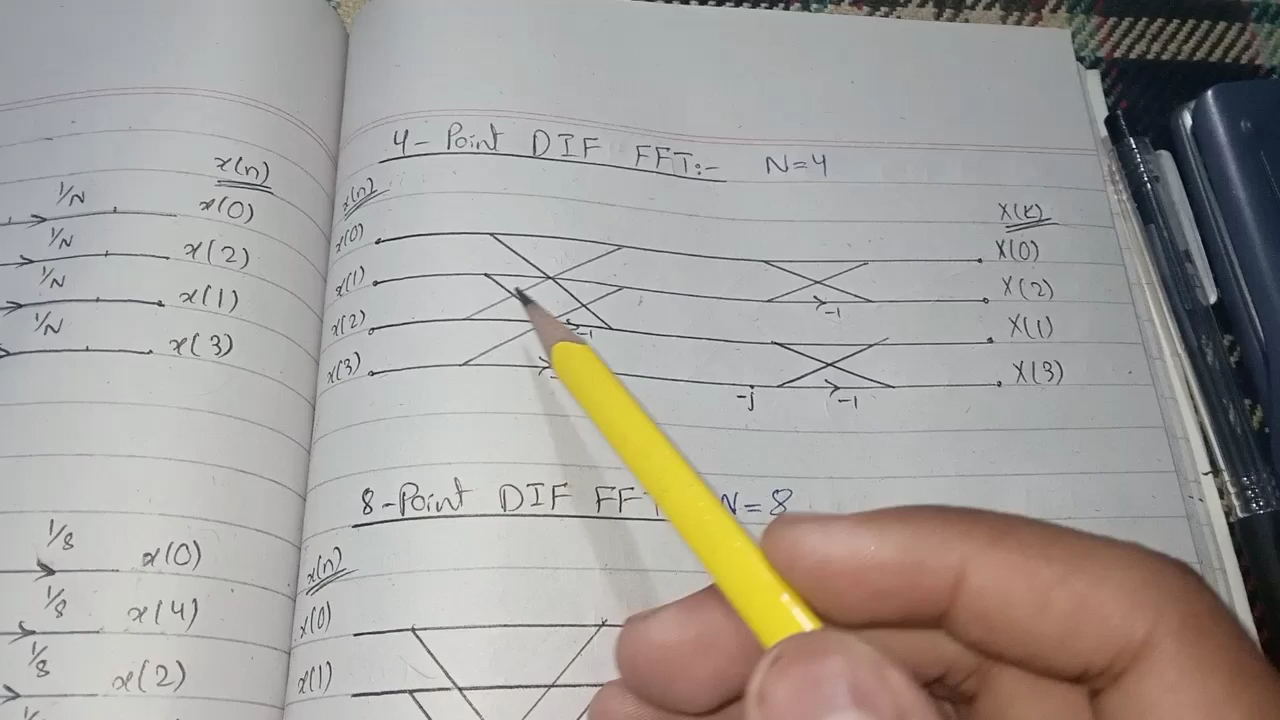 x(n)
1/N x(0)
1/N x(2)
1/N x(1)
1/N x(3)
1/8 x(0)
1/8 x(4)
1/8 x(2)
4-Point DIF FFT:- N=4
x(n) X(k)
x(0) X(0)
x(1) X(2)
-1
x(2) -1 X(1)
x(3) X(3)
-j -1
8-Point DIF FF N=8
x(n)
x(0)
x(1)